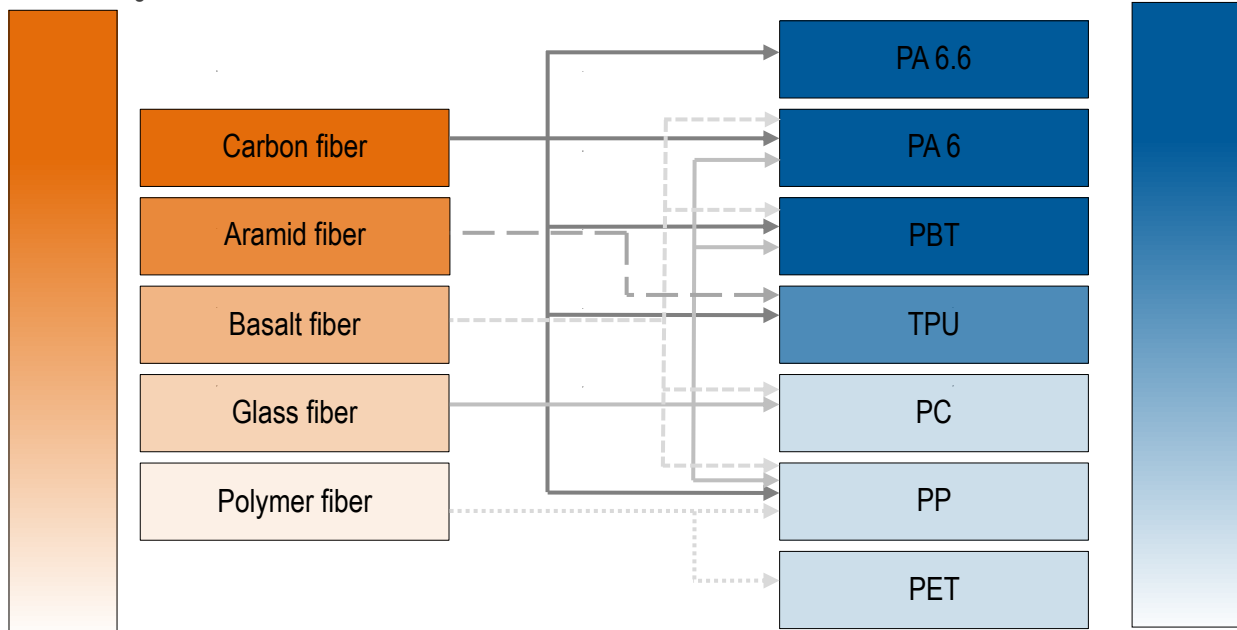 PA 6.6
Carbon fiber
PA 6
Aramid fiber
PBT
Basalt fiber
TPU
Glass fiber
PC
Polymer fiber
PP
PET